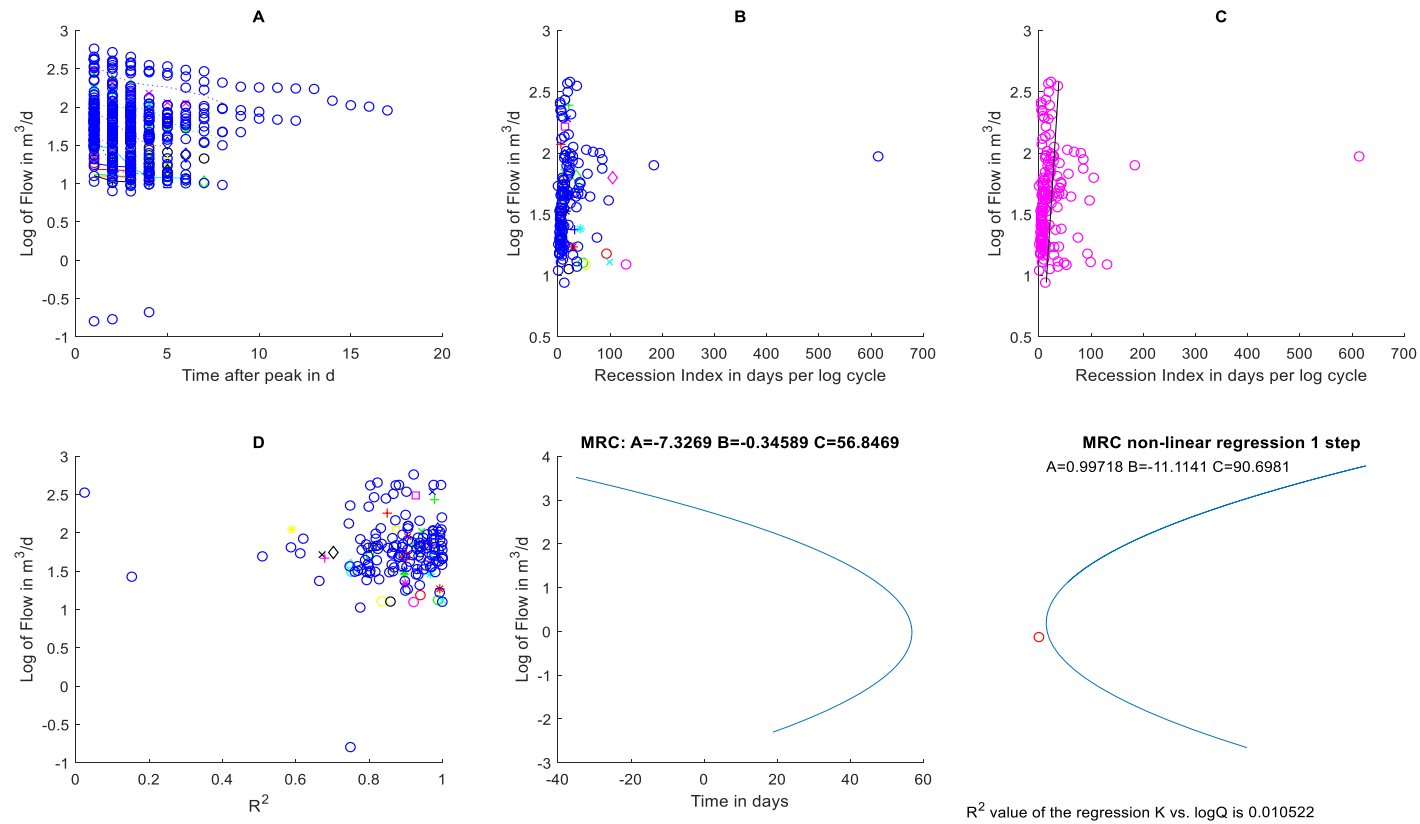 A
Log of Flow in m³/d
3
2.5
2
1.5
1
0.5
0
-0.5
-1
0 5 10 15 20
Time after peak in d
B
Log of Flow in m³/d
3
2.5
2
1.5
1
0.5
0 100 200 300 400 500 600 700
Recession Index in days per log cycle
C
Log of Flow in m³/d
3
2.5
2
1.5
1
0.5
0 100 200 300 400 500 600 700
Recession Index in days per log cycle
D
Log of Flow in m³/d
3
2.5
2
1.5
1
0.5
0
-0.5
-1
0 0.2 0.4 0.6 0.8 1
R²
MRC: A=-7.3269 B=-0.34589 C=56.8469
Log of Flow in m³/d
4
3
2
1
0
-1
-2
-3
-40 -20 0 20 40 60
Time in days
MRC non-linear regression 1 step
A=0.99718 B=-11.1141 C=90.6981
R² value of the regression K vs. logQ is 0.010522